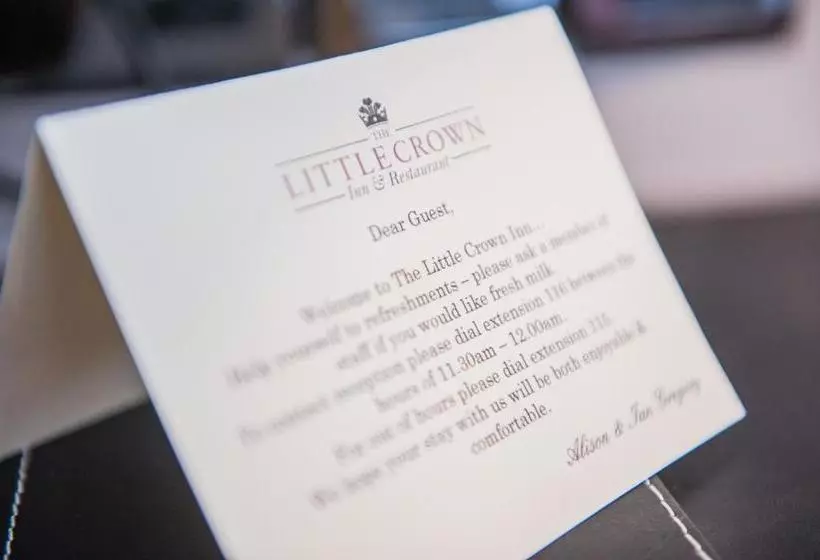 THE
LITTLE CROWN
Inn & Restaurant
Dear Guest,
Welcome to The Little Crown Inn...
Help yourself to refreshments – please ask a member of
staff if you would like fresh milk.
To contact reception please dial extension 116 between the
hours of 11.30am – 12.00am.
For out of hours please dial extension 115.
We hope your stay with us will be both enjoyable &
comfortable.
Alison & Ian Gregory